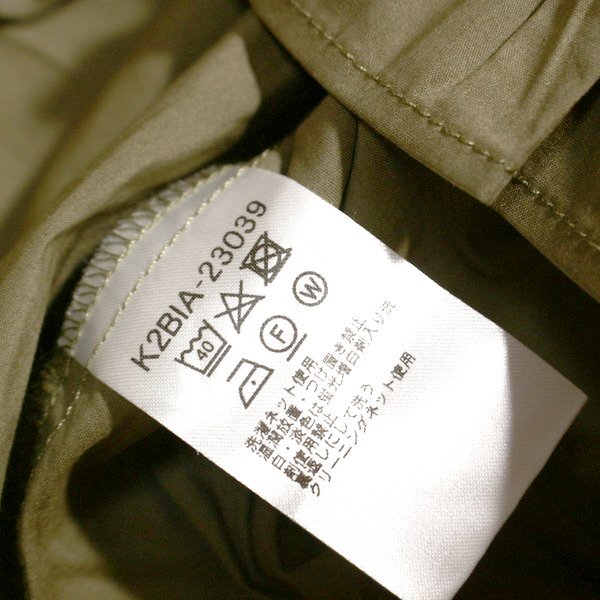 K2BIA-23039
40
F
W
洗濯ネット使用
湿潤放置・つけ置き禁止
白・淡色は蛍光増白剤入り洗
剤使用禁止
裏返しにして洗う
クリーニングネット使用